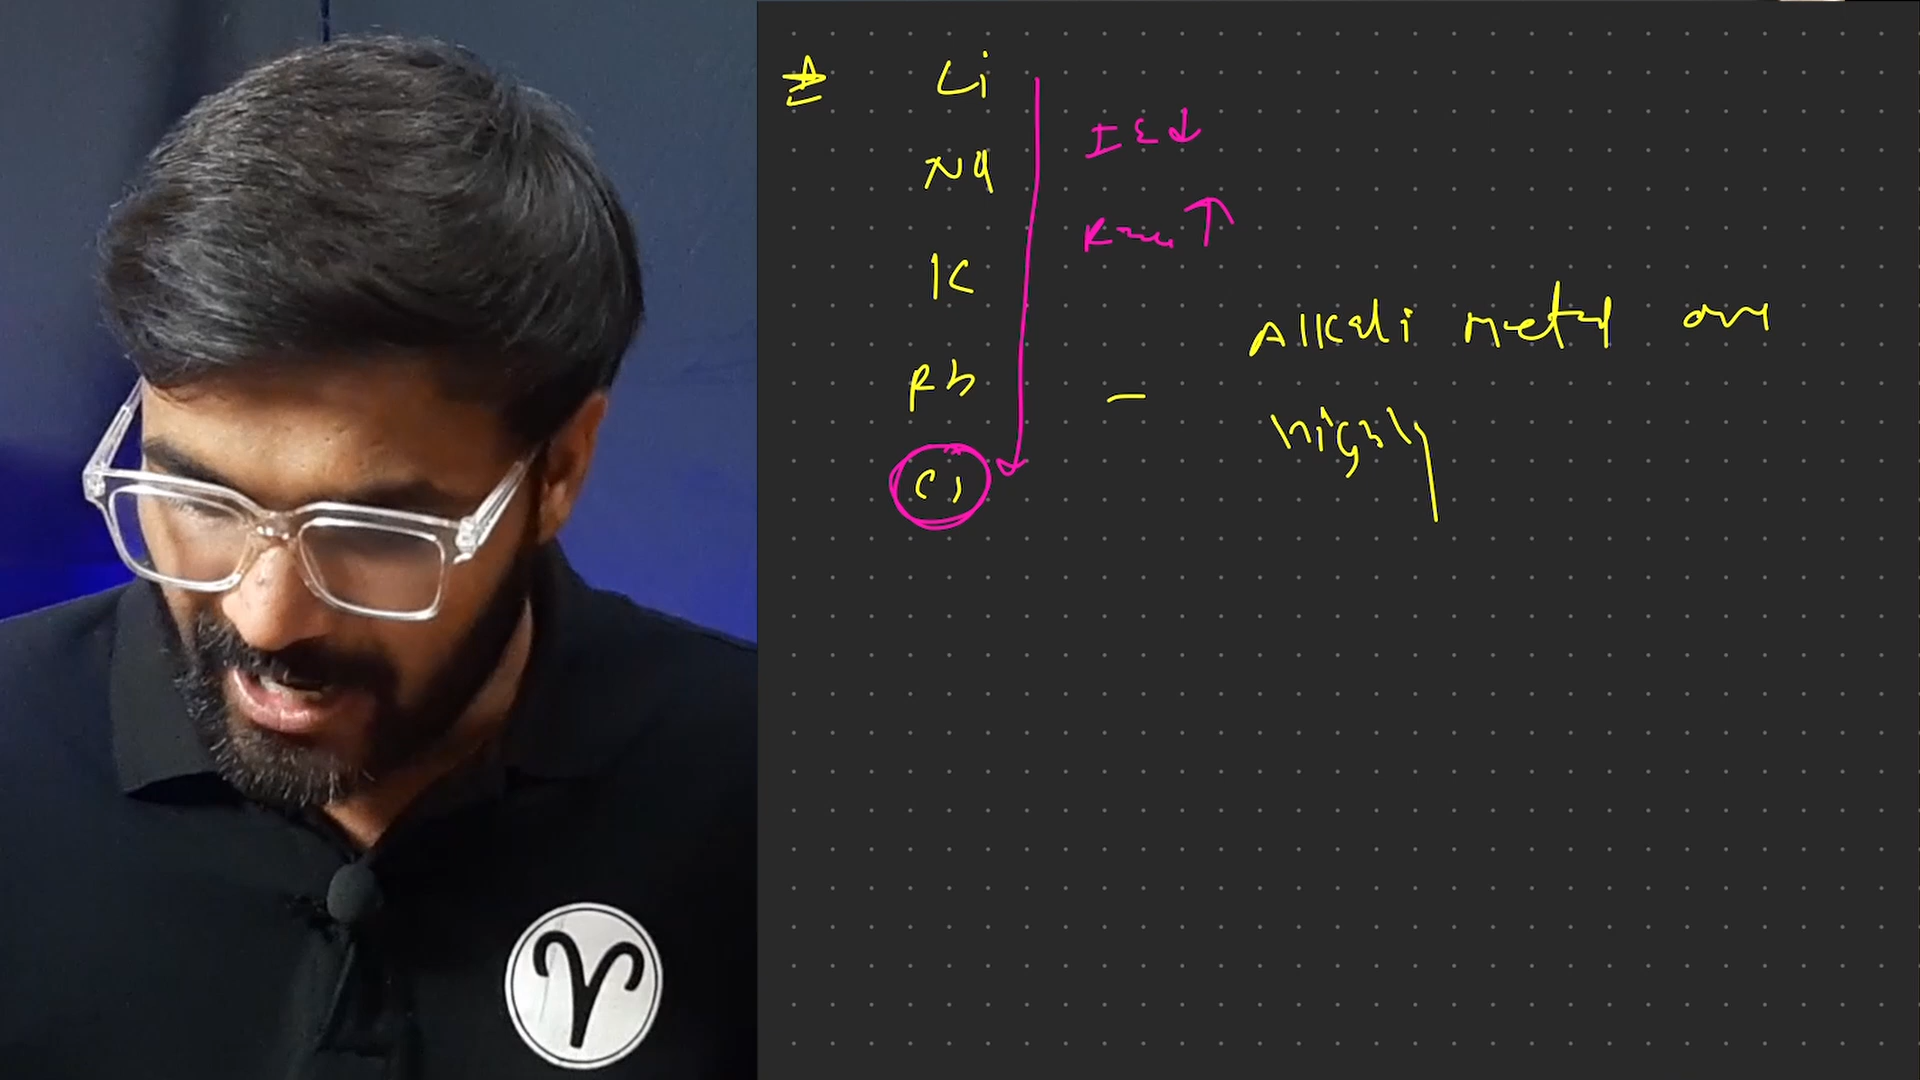 Li
IE↓
Na
K
Alkali metal are
Rb
-
highly
Cs